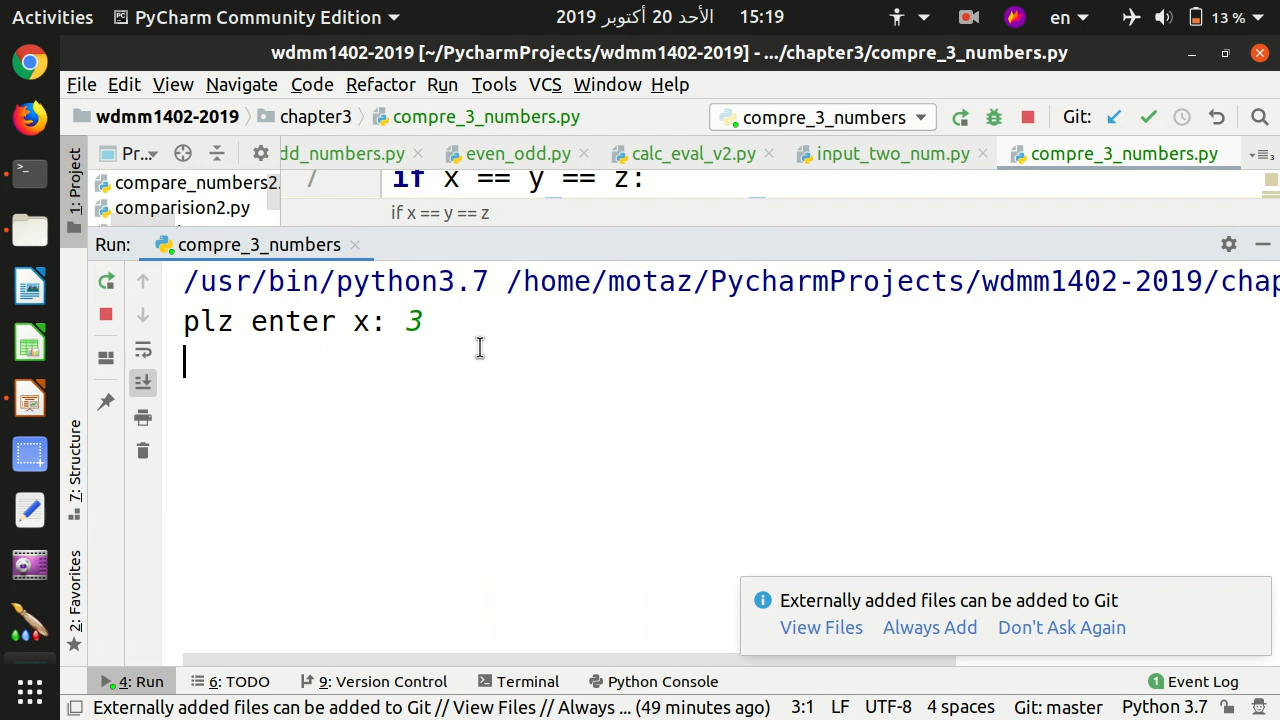 Activities PyCharm Community Edition الأحد 20 أكتوبر 2019 15:19 en 13 %
wdmm1402-2019 [~/PycharmProjects/wdmm1402-2019] - .../chapter3/compre_3_numbers.py
File Edit View Navigate Code Refactor Run Tools VCS Window Help
wdmm1402-2019 chapter3 compre_3_numbers.py compre_3_numbers Git:
1: Project Pr... dd_numbers.py even_odd.py calc_eval_v2.py input_two_num.py compre_3_numbers.py 3
compare_numbers2. 7 if x == y == z:
comparision2.py if x == y == z
Run: compre_3_numbers
/usr/bin/python3.7 /home/motaz/PycharmProjects/wdmm1402-2019/chap
plz enter x: 3
7: Structure
2: Favorites
Externally added files can be added to Git
View Files Always Add Don't Ask Again
4: Run 6: TODO 9: Version Control Terminal Python Console 1 Event Log
Externally added files can be added to Git // View Files // Always ... (49 minutes ago) 3:1 LF UTF-8 4 spaces Git: master Python 3.7